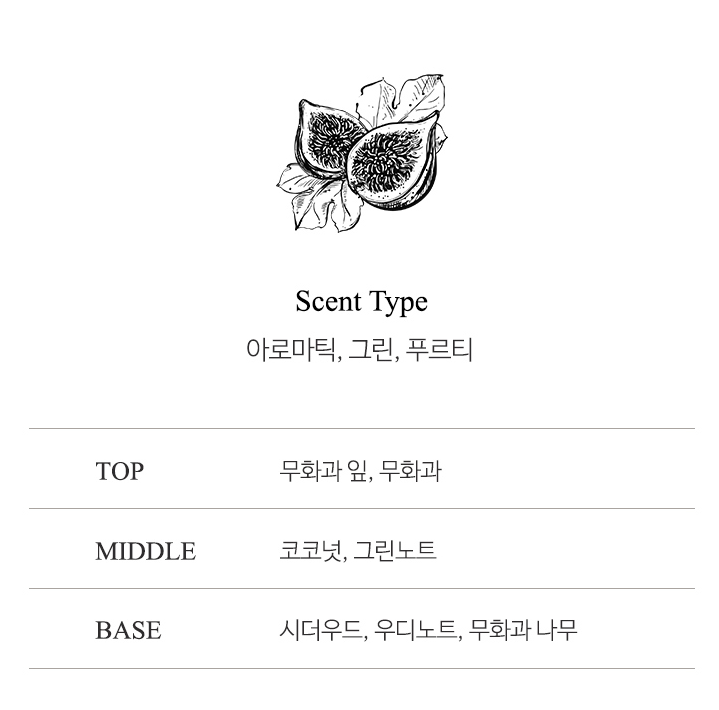 Scent Type
아로마틱, 그린, 푸르티
TOP 무화과 잎, 무화과
MIDDLE 코코넛, 그린노트
BASE 시더우드, 우디노트, 무화과 나무